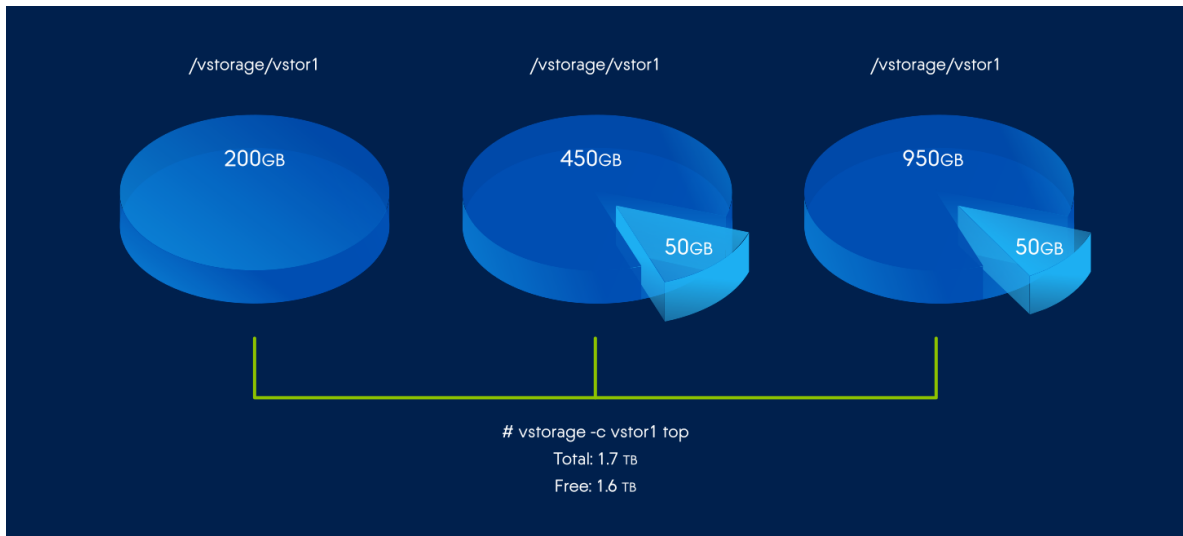 /vstorage/vstor1
/vstorage/vstor1
/vstorage/vstor1
200GB
450GB
950GB
50GB
50GB
# vstorage -c vstor1 top
Total: 1.7 TB
Free: 1.6 TB